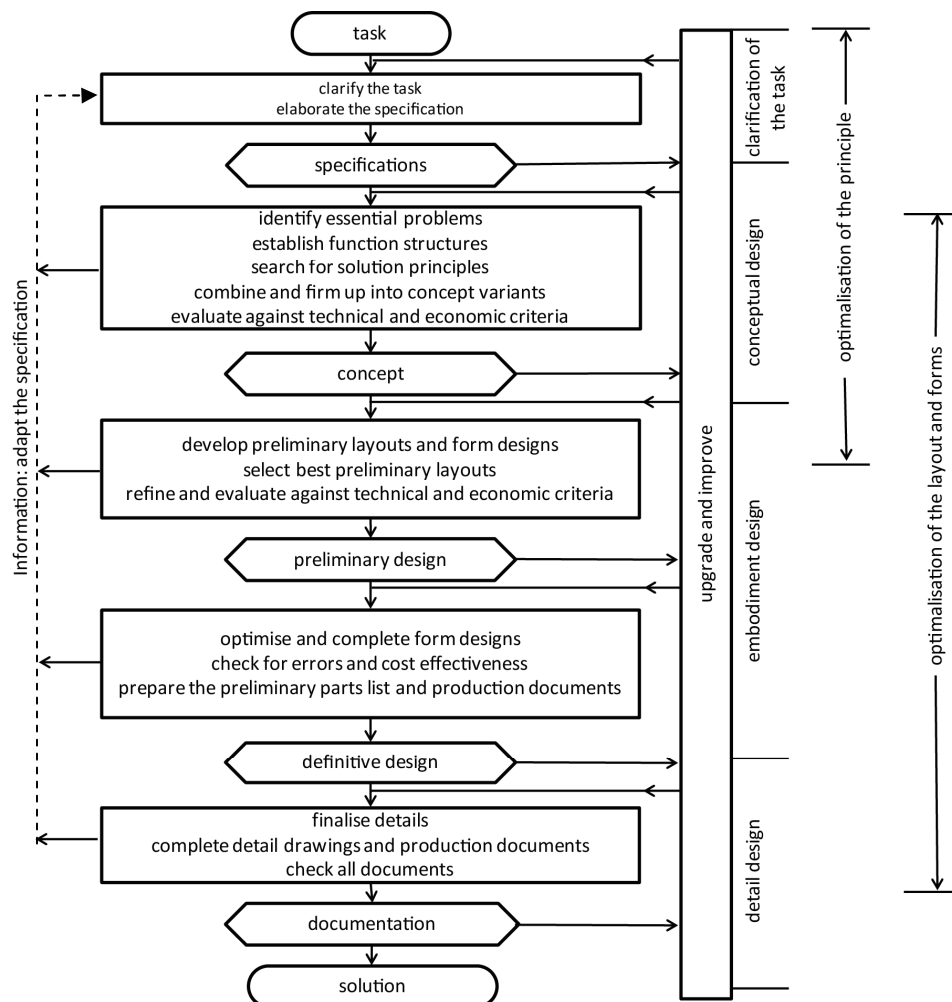 task
clarify the task
elaborate the specification
specifications
identify essential problems
establish function structures
search for solution principles
combine and firm up into concept variants
evaluate against technical and economic criteria
concept
develop preliminary layouts and form designs
select best preliminary layouts
refine and evaluate against technical and economic criteria
preliminary design
optimise and complete form designs
check for errors and cost effectiveness
prepare the preliminary parts list and production documents
definitive design
finalise details
complete detail drawings and production documents
check all documents
documentation
solution
Information: adapt the specification
upgrade and improve
clarification of
the task
conceptual design
embodiment design
detail design
optimalisation of the principle
optimalisation of the layout and forms